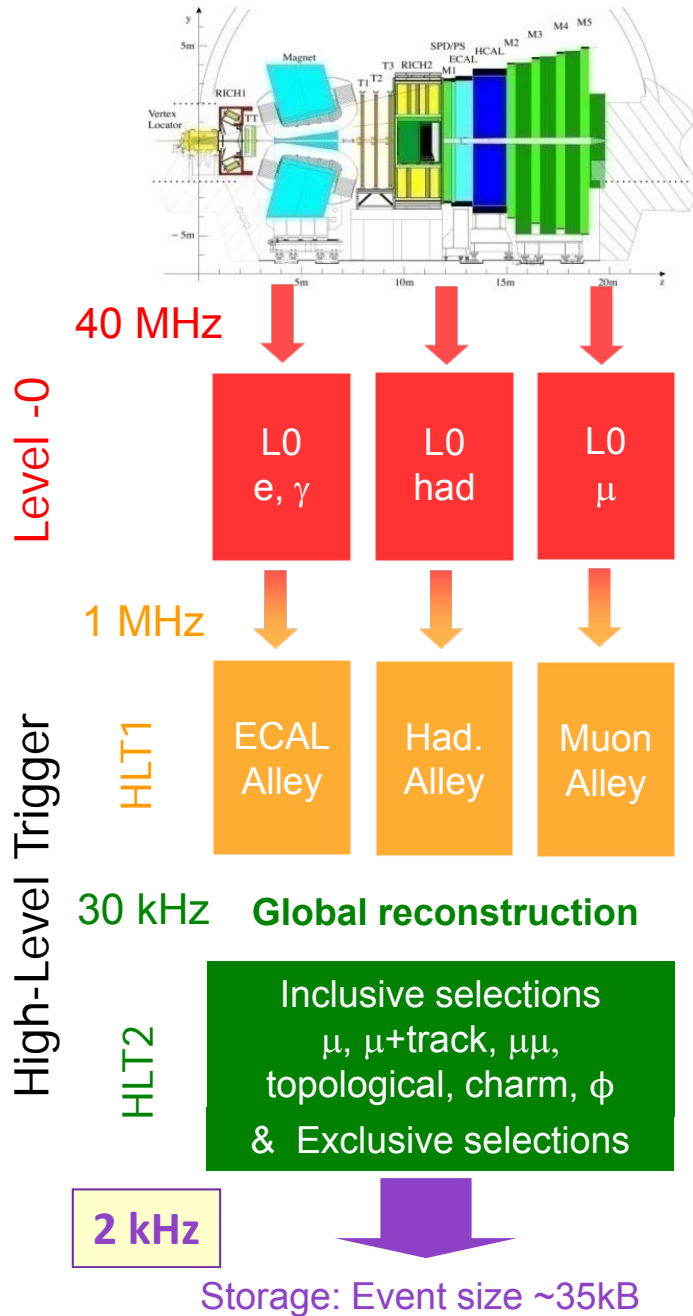 y
5m
Magnet
SPD/PS
ECAL
HCAL
M1
M2
M3
M4
M5
T1
T2
T3
RICH2
RICH1
TT
Vertex
Locator
− 5m
5m
10m
15m
20m
z
40 MHz
Level -0
L0
e, γ
L0
had
L0
μ
1 MHz
High-Level Trigger
HLT1
ECAL
Alley
Had.
Alley
Muon
Alley
30 kHz
Global reconstruction
HLT2
Inclusive selections
μ, μ+track, μμ,
topological, charm, ϕ
& Exclusive selections
2 kHz
Storage: Event size ~35kB